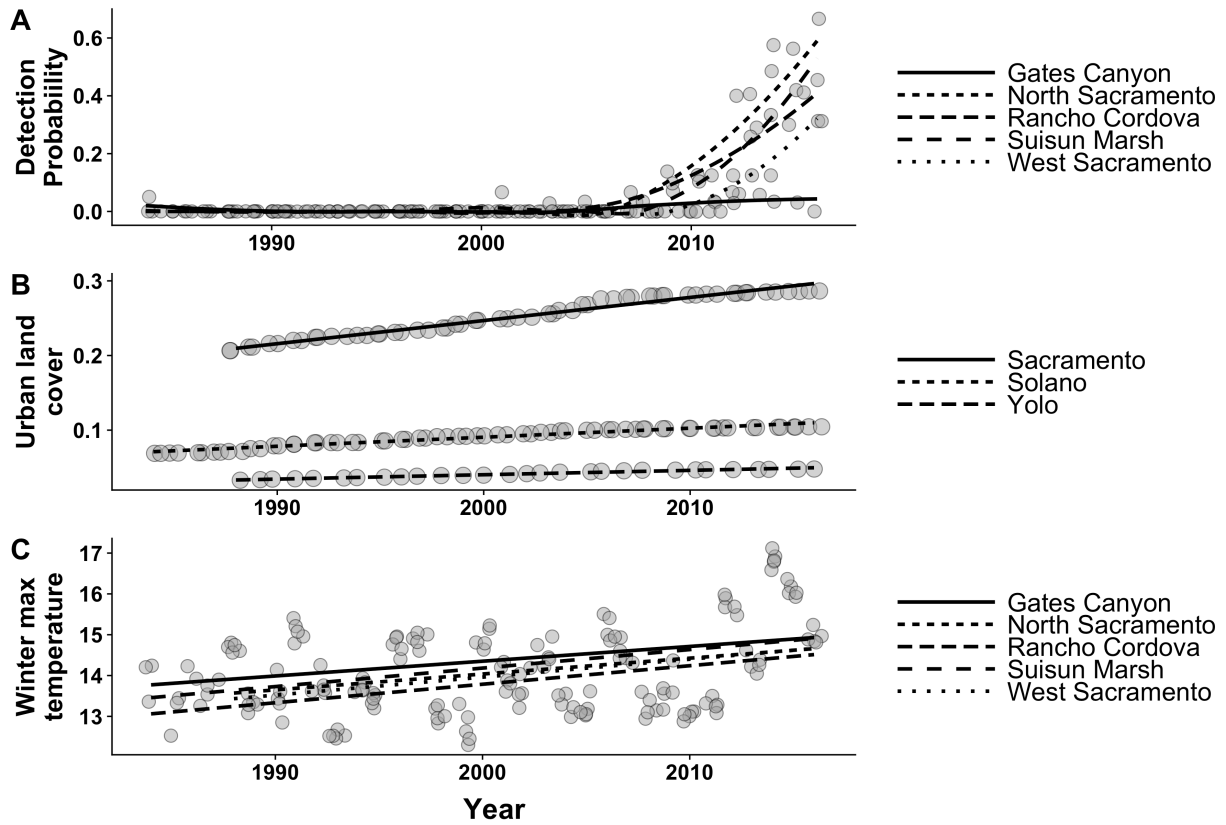 A
Detection
Probabiility
0.6
0.4
0.2
0.0
1990
2000
2010
Gates Canyon
North Sacramento
Rancho Cordova
Suisun Marsh
West Sacramento
B
Urban land
cover
0.3
0.2
0.1
1990
2000
2010
Sacramento
Solano
Yolo
C
Winter max
temperature
17
16
15
14
13
1990
2000
2010
Year
Gates Canyon
North Sacramento
Rancho Cordova
Suisun Marsh
West Sacramento